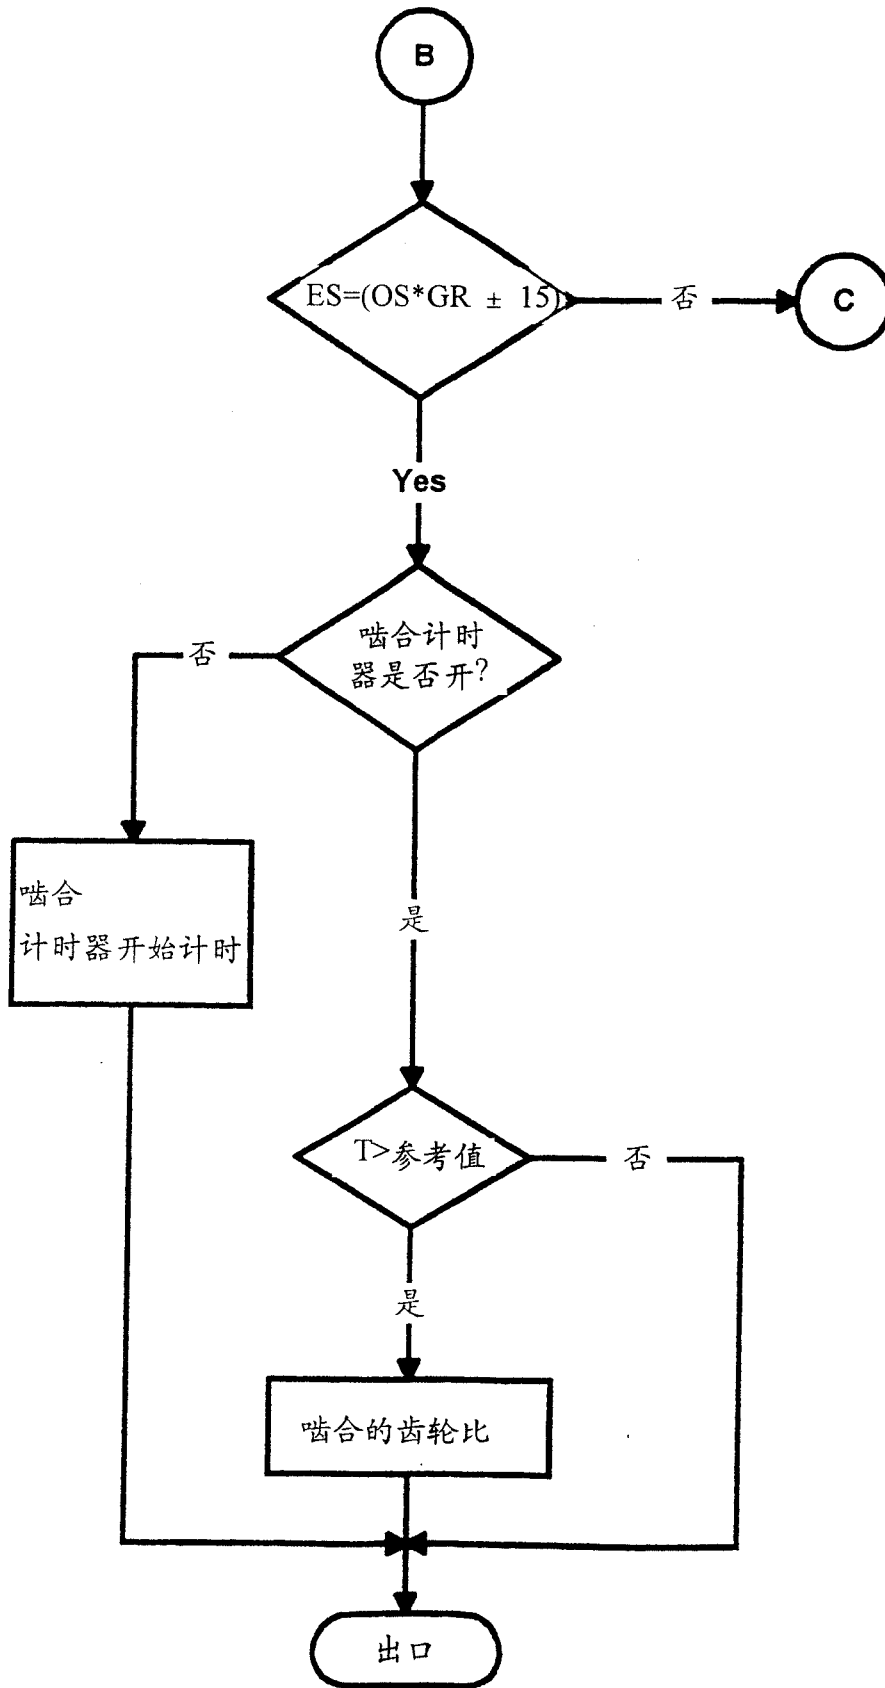 B
ES=(OS*GR ± 15)
否
C
Yes
啮合计时
器是否开?
否
啮合
计时器开始计时
是
T>参考值
否
是
啮合的齿轮比
出口